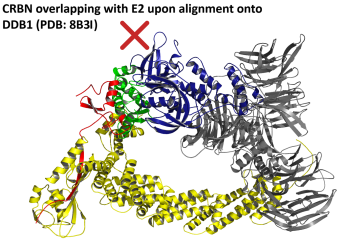 CRBN overlapping with E2 upon alignment onto
DDB1 (PDB: 8B3I)